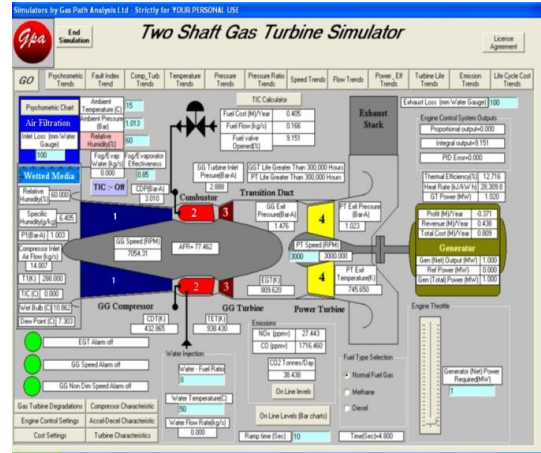 Simulators by Gas Path Analysis Ltd - Strictly for YOUR PERSONAL USE
Gpa
End Simulation
Two Shaft Gas Turbine Simulator
License Agreement
GO
Psychrometric Trends
Fault Index Trend
Comp_Turb Trends
Temperature Trends
Pressure Trends
Pressure Ratio Trends
Speed Trends
Flow Trends
Power_Eff Trends
Turbine Life Trends
Emission Trends
Life Cycle Cost Trends
Psychometric Chart
Ambient Temperature (C) 15
Ambient Pressure (Bar) 1.013
Relative Humidity(%) 60
Air Filtration
Inlet Loss (mm Water Gauge)
100
Fog/Evap Water (kg/s) 0.000
Fog/Evaporator Effectiveness 0.85
Wetted Media
TIC :- Off
CDP(Bar-A) 3.010
Relative Humidity(%) 60.000
Specific Humidity(g/kg) 6.405
P1(Bar-A) 1.003
Compressor Inlet Air Flow (kg/s)
14.007
T1(K) 288.000
TIC (C) 0.000
Wet Bulb (C) 10.862
Dew Point (C) 7.303
TIC Calculator
Fuel Cost (M)/Year 0.405
Fuel Flow (kg/s) 0.166
Fuel valve Opened(%) 9.151
GG Turbine Inlet Pressure (Bar-A) 2.888
GGT Life Greater Than 300,000 Hours
PT Life Greater Than 300,000 Hours
Combustor
Transition Duct
Exhaust Stack
1
2
3
4
GG Exit Pressure(Bar-A) 1.476
PT Exit Pressure (Bar-A) 1.023
GG Speed (RPM) 7054.31
AFR= 77.462
PT Speed (RPM)
3000 3000.000
1
2
3
4
EGT(K) 809.620
PT Exit Temperature(K) 745.650
GG Compressor
GG Turbine
Power Turbine
CDT(K) 432.865
TET(K) 938.430
Exhaust Loss (mm Water Gauge) 100
Engine Control System Outputs
Proportional output=0.000
Integral output=9.151
PID Error=0.000
Thermal Efficiency(%) 12.716
Heat Rate (kJ/kW h) 28,309.8
GT Power (MW) 1.020
Profit (M)/Year -0.371
Revenue (M)/Year 0.438
Total Cost (M)/Year 0.809
Generator
Gen (Net) Output (MW) 1.000
Ref Power (MW) 0.000
Gen (Total) Power (MW) 1.000
EGT Alarm off
GG Speed Alarm off
GG Non Dim Speed Alarm off
Water Injection
Water - Fuel Ratio
0
Water Temperature(C)
50
Water Flow Rate(kg/s)
0.000
Emissions
NOx (ppmv) 27.443
CO (ppmv) 1716.460
CO2 Tonnes/Day
38.438
On Line levels
On Line Levels (Bar charts)
Fuel Type Selection
Normal Fuel Gas
Methane
Diesel
Engine Throttle
Generator (Net) Power Required(MW)
1
Gas Turbine Degradations
Compressor Characteristic
Engine Control Settings
Accel-Decel Characteristic
Cost Settings
Turbine Characteristics
Ramp time (Sec) 10
Time(Sec)=4.800